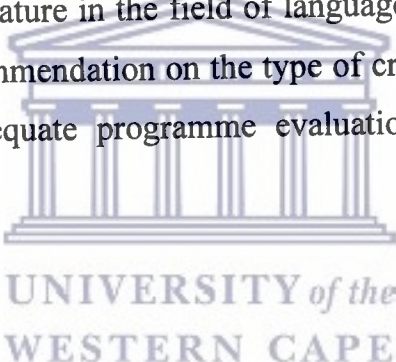 ature in the field of language
mmendation on the type of cr
equate programme evaluatio
UNIVERSITY of the
WESTERN CAPE